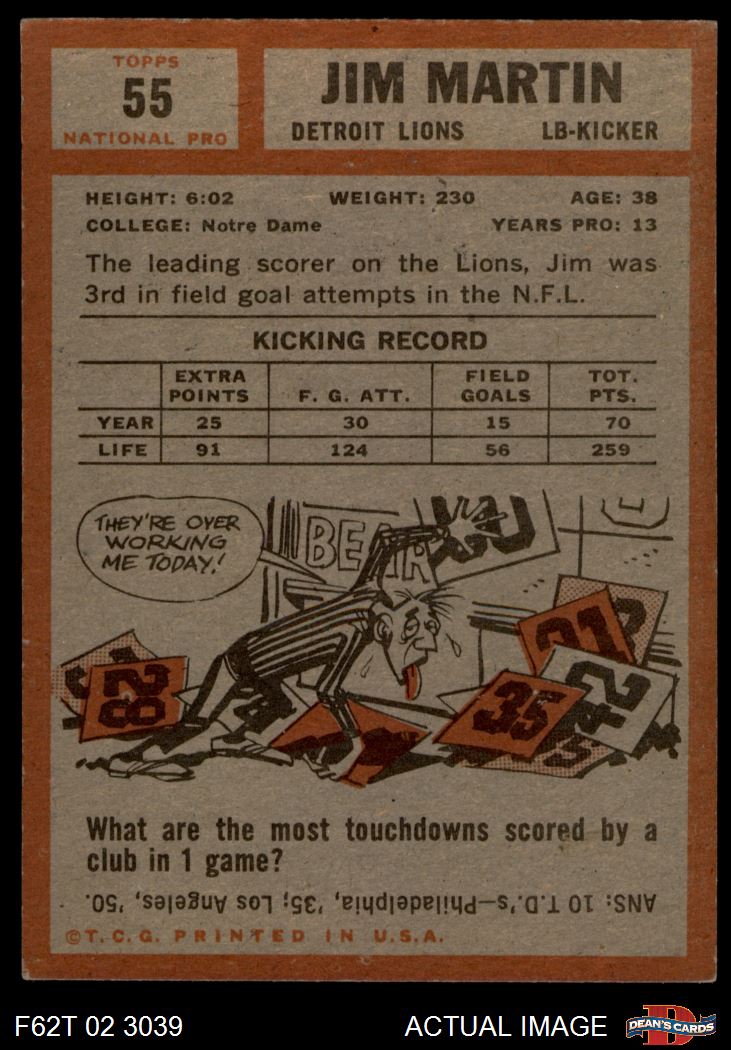 TOPPS
55
NATIONAL PRO
JIM MARTIN
DETROIT LIONS LB-KICKER
HEIGHT: 6:02 WEIGHT: 230 AGE: 38
COLLEGE: Notre Dame YEARS PRO: 13
The leading scorer on the Lions, Jim was
3rd in field goal attempts in the N.F.L.
KICKING RECORD
EXTRA POINTS F. G. ATT. FIELD GOALS TOT. PTS.
YEAR 25 30 15 70
LIFE 91 124 56 259
THEY'RE OVER
WORKING
ME TODAY!
BEAR
28
35
42
31
What are the most touchdowns scored by a
club in 1 game?
ANS: 10 T.D.'s—Philadelphia, '35; Los Angeles,
'50.
©T.C.G. PRINTED IN U.S.A.
F62T 02 3039 ACTUAL IMAGE
D
DEAN'S CARDS